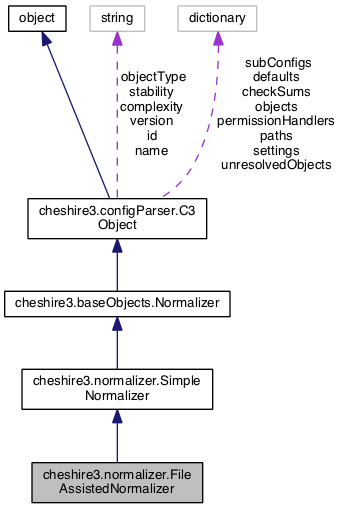 object
string
dictionary
objectType
stability
complexity
version
id
name
subConfigs
defaults
checkSums
objects
permissionHandlers
paths
settings
unresolvedObjects
cheshire3.configParser.C3
Object
cheshire3.baseObjects.Normalizer
cheshire3.normalizer.Simple
Normalizer
cheshire3.normalizer.File
AssistedNormalizer